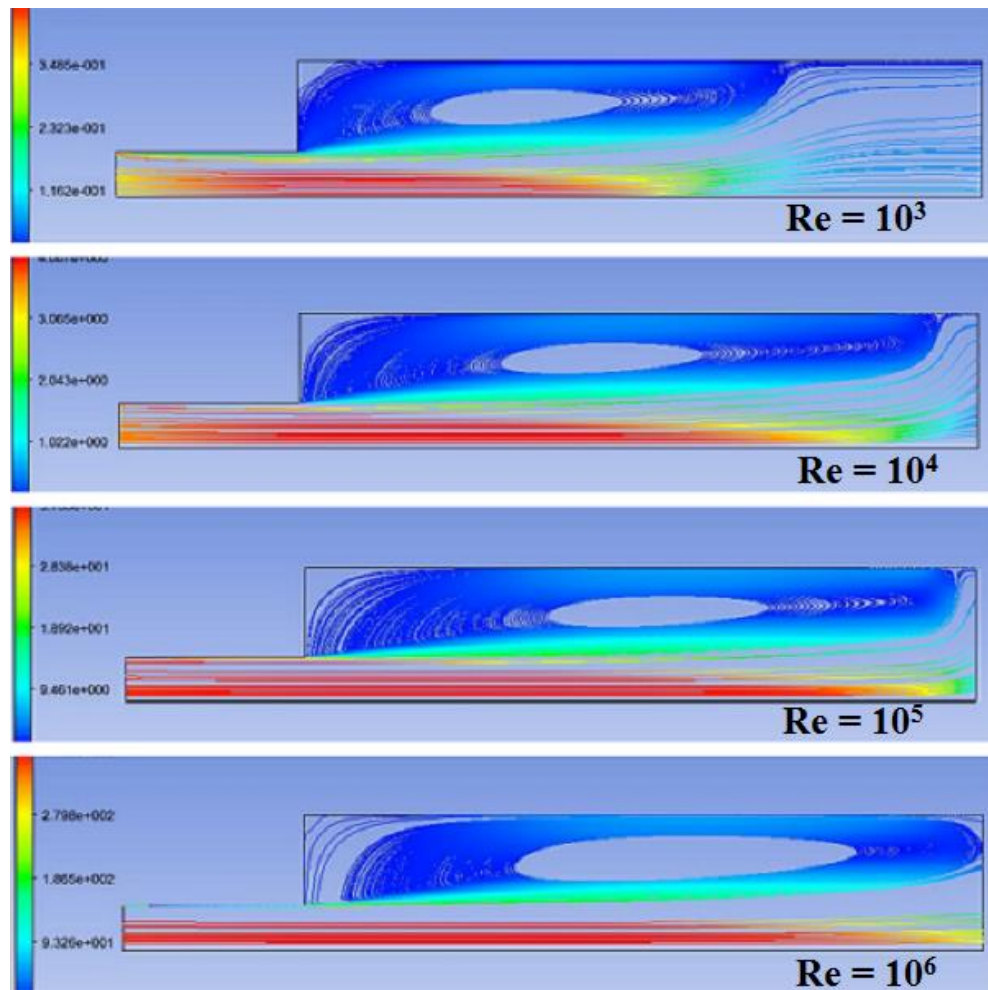 3.485e-001
2.323e-001
1.162e-001
Re = 10³
3.065e+000
2.043e+000
1.022e+000
Re = 10⁴
2.838e+001
1.892e+001
9.461e+000
Re = 10⁵
2.798e+002
1.865e+002
9.326e+001
Re = 10⁶